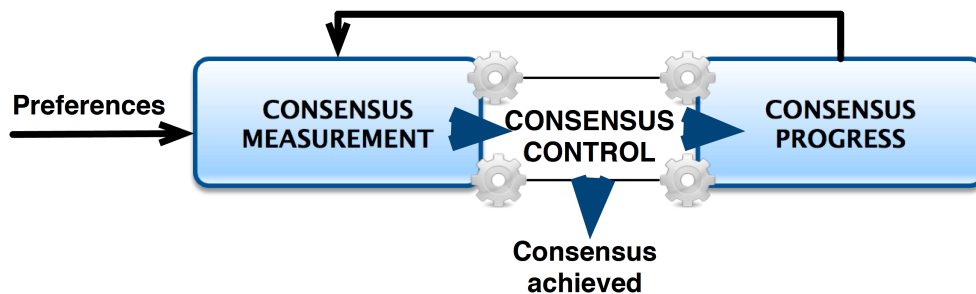 Preferences
CONSENSUS
MEASUREMENT
CONSENSUS
CONTROL
CONSENSUS
PROGRESS
Consensus
achieved